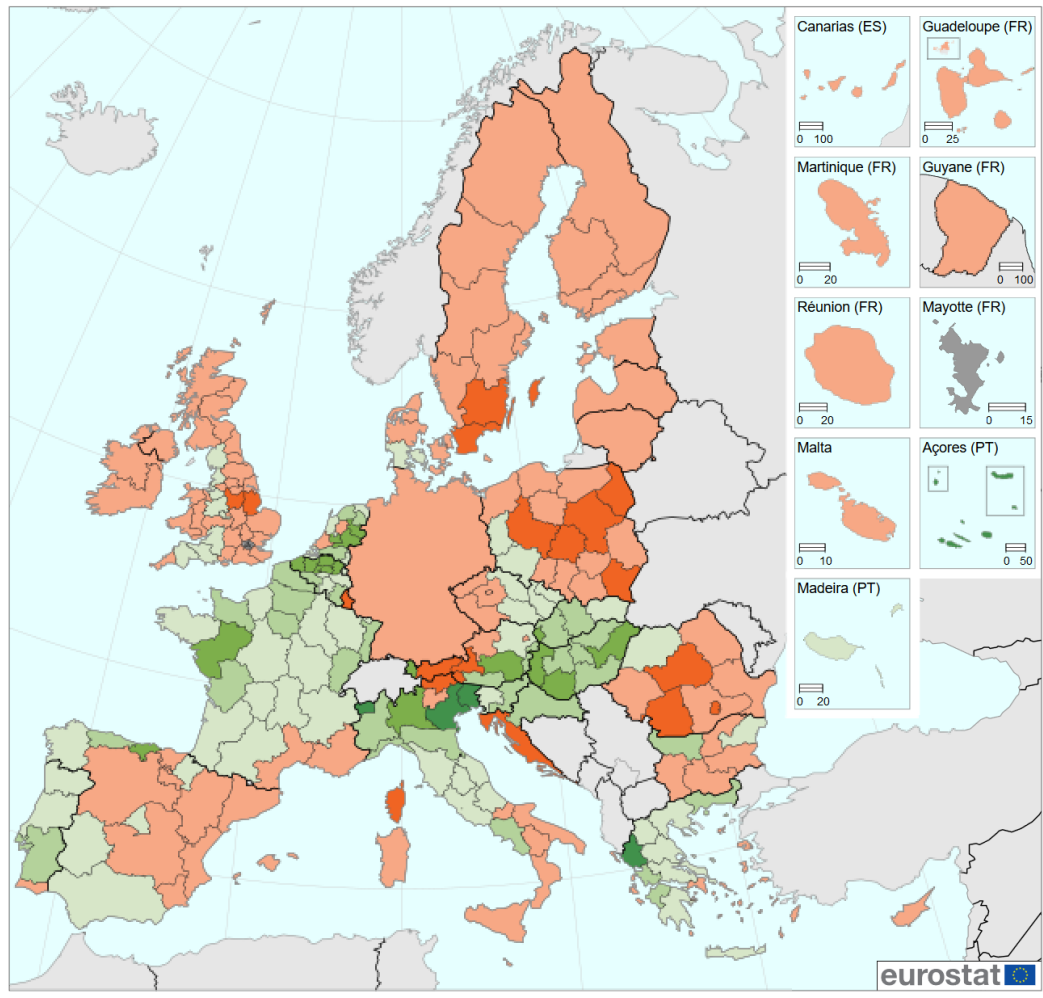 Canarias (ES)
0 100
Guadeloupe (FR)
0 25
Martinique (FR)
0 20
Guyane (FR)
0 100
Réunion (FR)
0 20
Mayotte (FR)
0 15
Malta
0 10
Açores (PT)
0 50
Madeira (PT)
0 20
eurostat